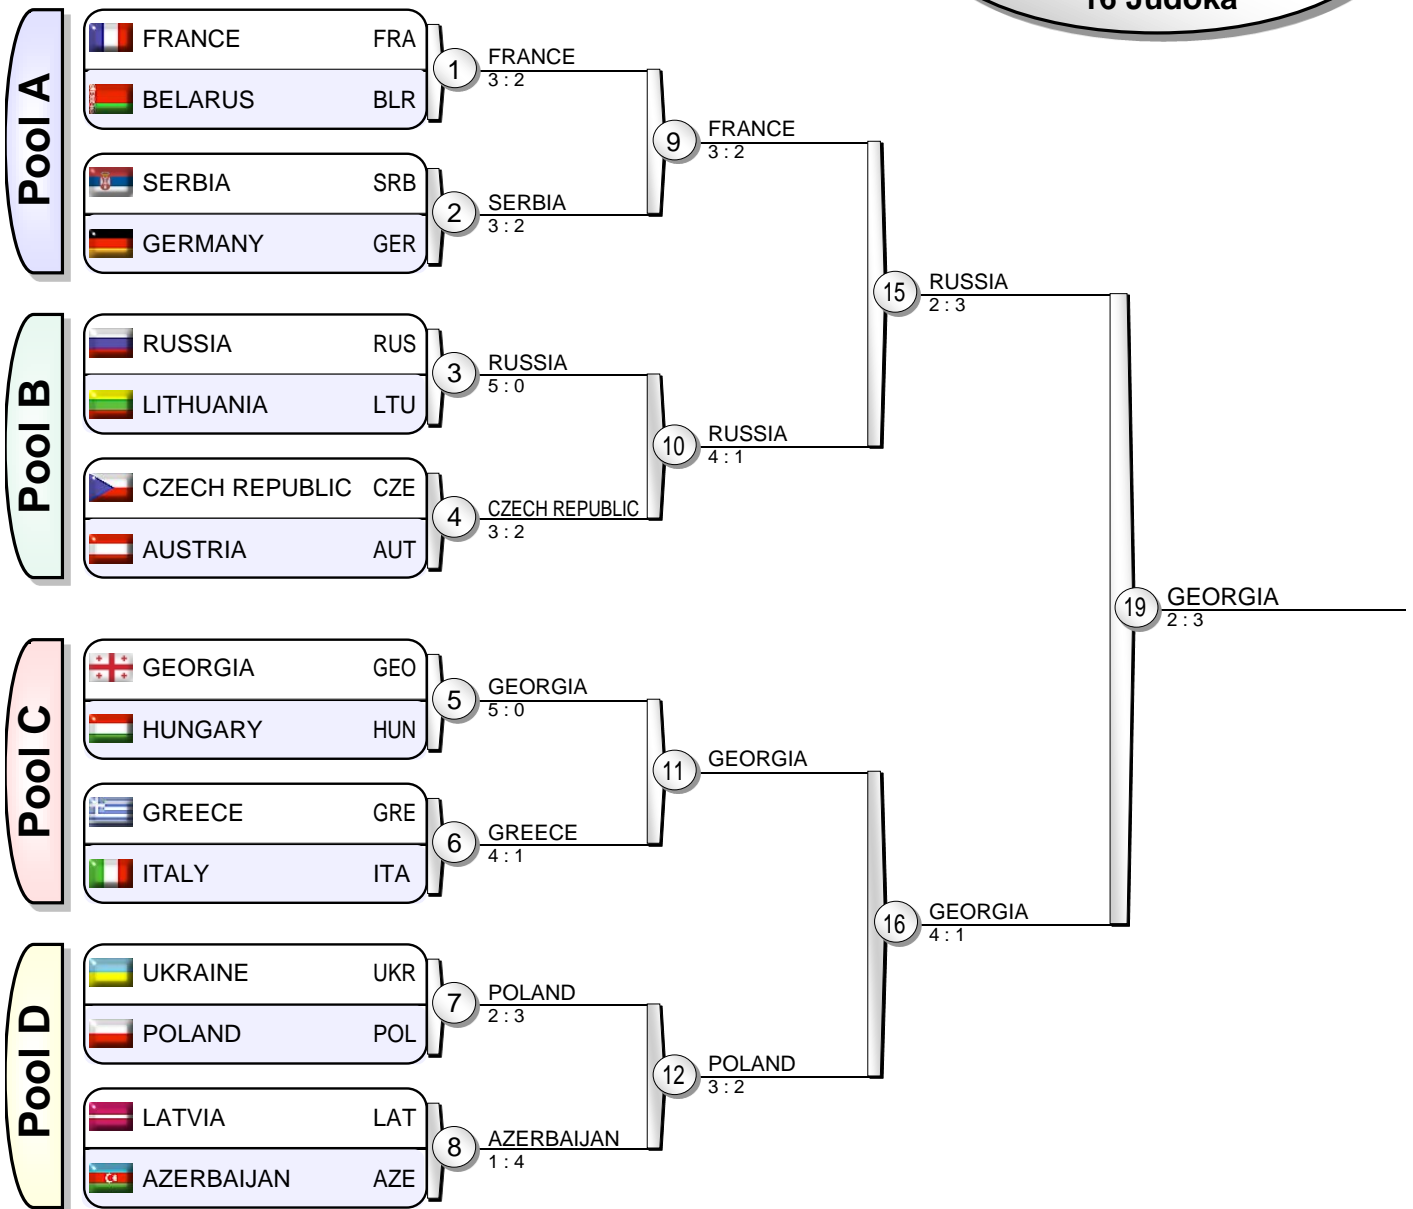 16 Judoka
Pool A
FRANCE FRA
BELARUS BLR
1
FRANCE
3 : 2
SERBIA SRB
GERMANY GER
2
SERBIA
3 : 2
9
FRANCE
3 : 2
Pool B
RUSSIA RUS
LITHUANIA LTU
3
RUSSIA
5 : 0
CZECH REPUBLIC CZE
AUSTRIA AUT
4
CZECH REPUBLIC
3 : 2
10
RUSSIA
4 : 1
15
RUSSIA
2 : 3
Pool C
GEORGIA GEO
HUNGARY HUN
5
GEORGIA
5 : 0
GREECE GRE
ITALY ITA
6
GREECE
4 : 1
11
GEORGIA
Pool D
UKRAINE UKR
POLAND POL
7
POLAND
2 : 3
LATVIA LAT
AZERBAIJAN AZE
8
AZERBAIJAN
1 : 4
12
POLAND
3 : 2
16
GEORGIA
4 : 1
19
GEORGIA
2 : 3